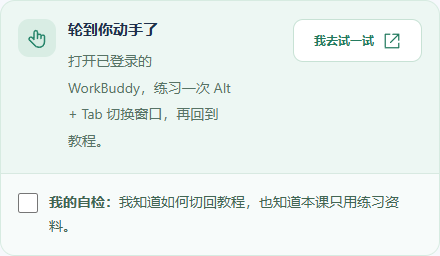 轮到你动手了
我去试一试
打开已登录的
WorkBuddy，练习一次 Alt
+ Tab 切换窗口，再回到
教程。
我的自检：我知道如何切回教程，也知道本课只用练习资
料。